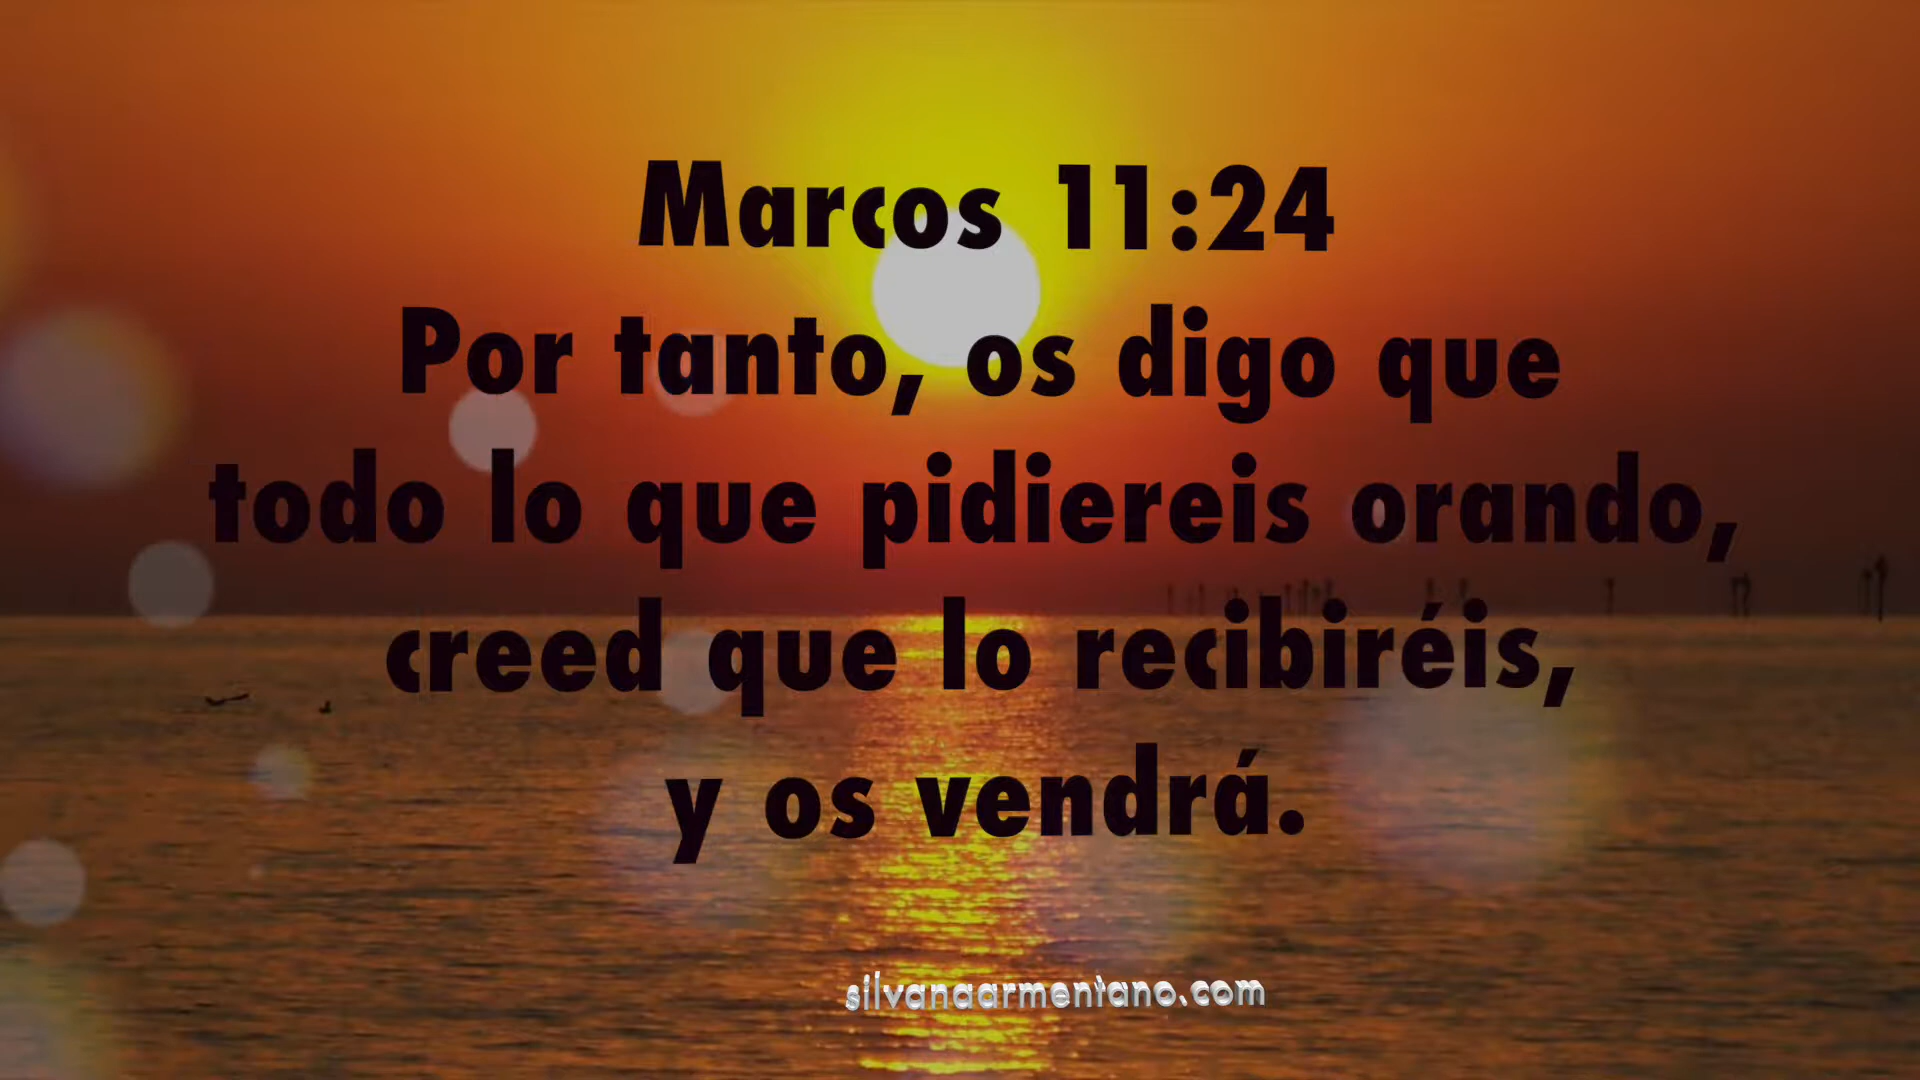 Marcos 11:24
Por tanto, os digo que
todo lo que pidiereis orando,
creed que lo recibiréis,
y os vendrá.
silvanaarmentano.com